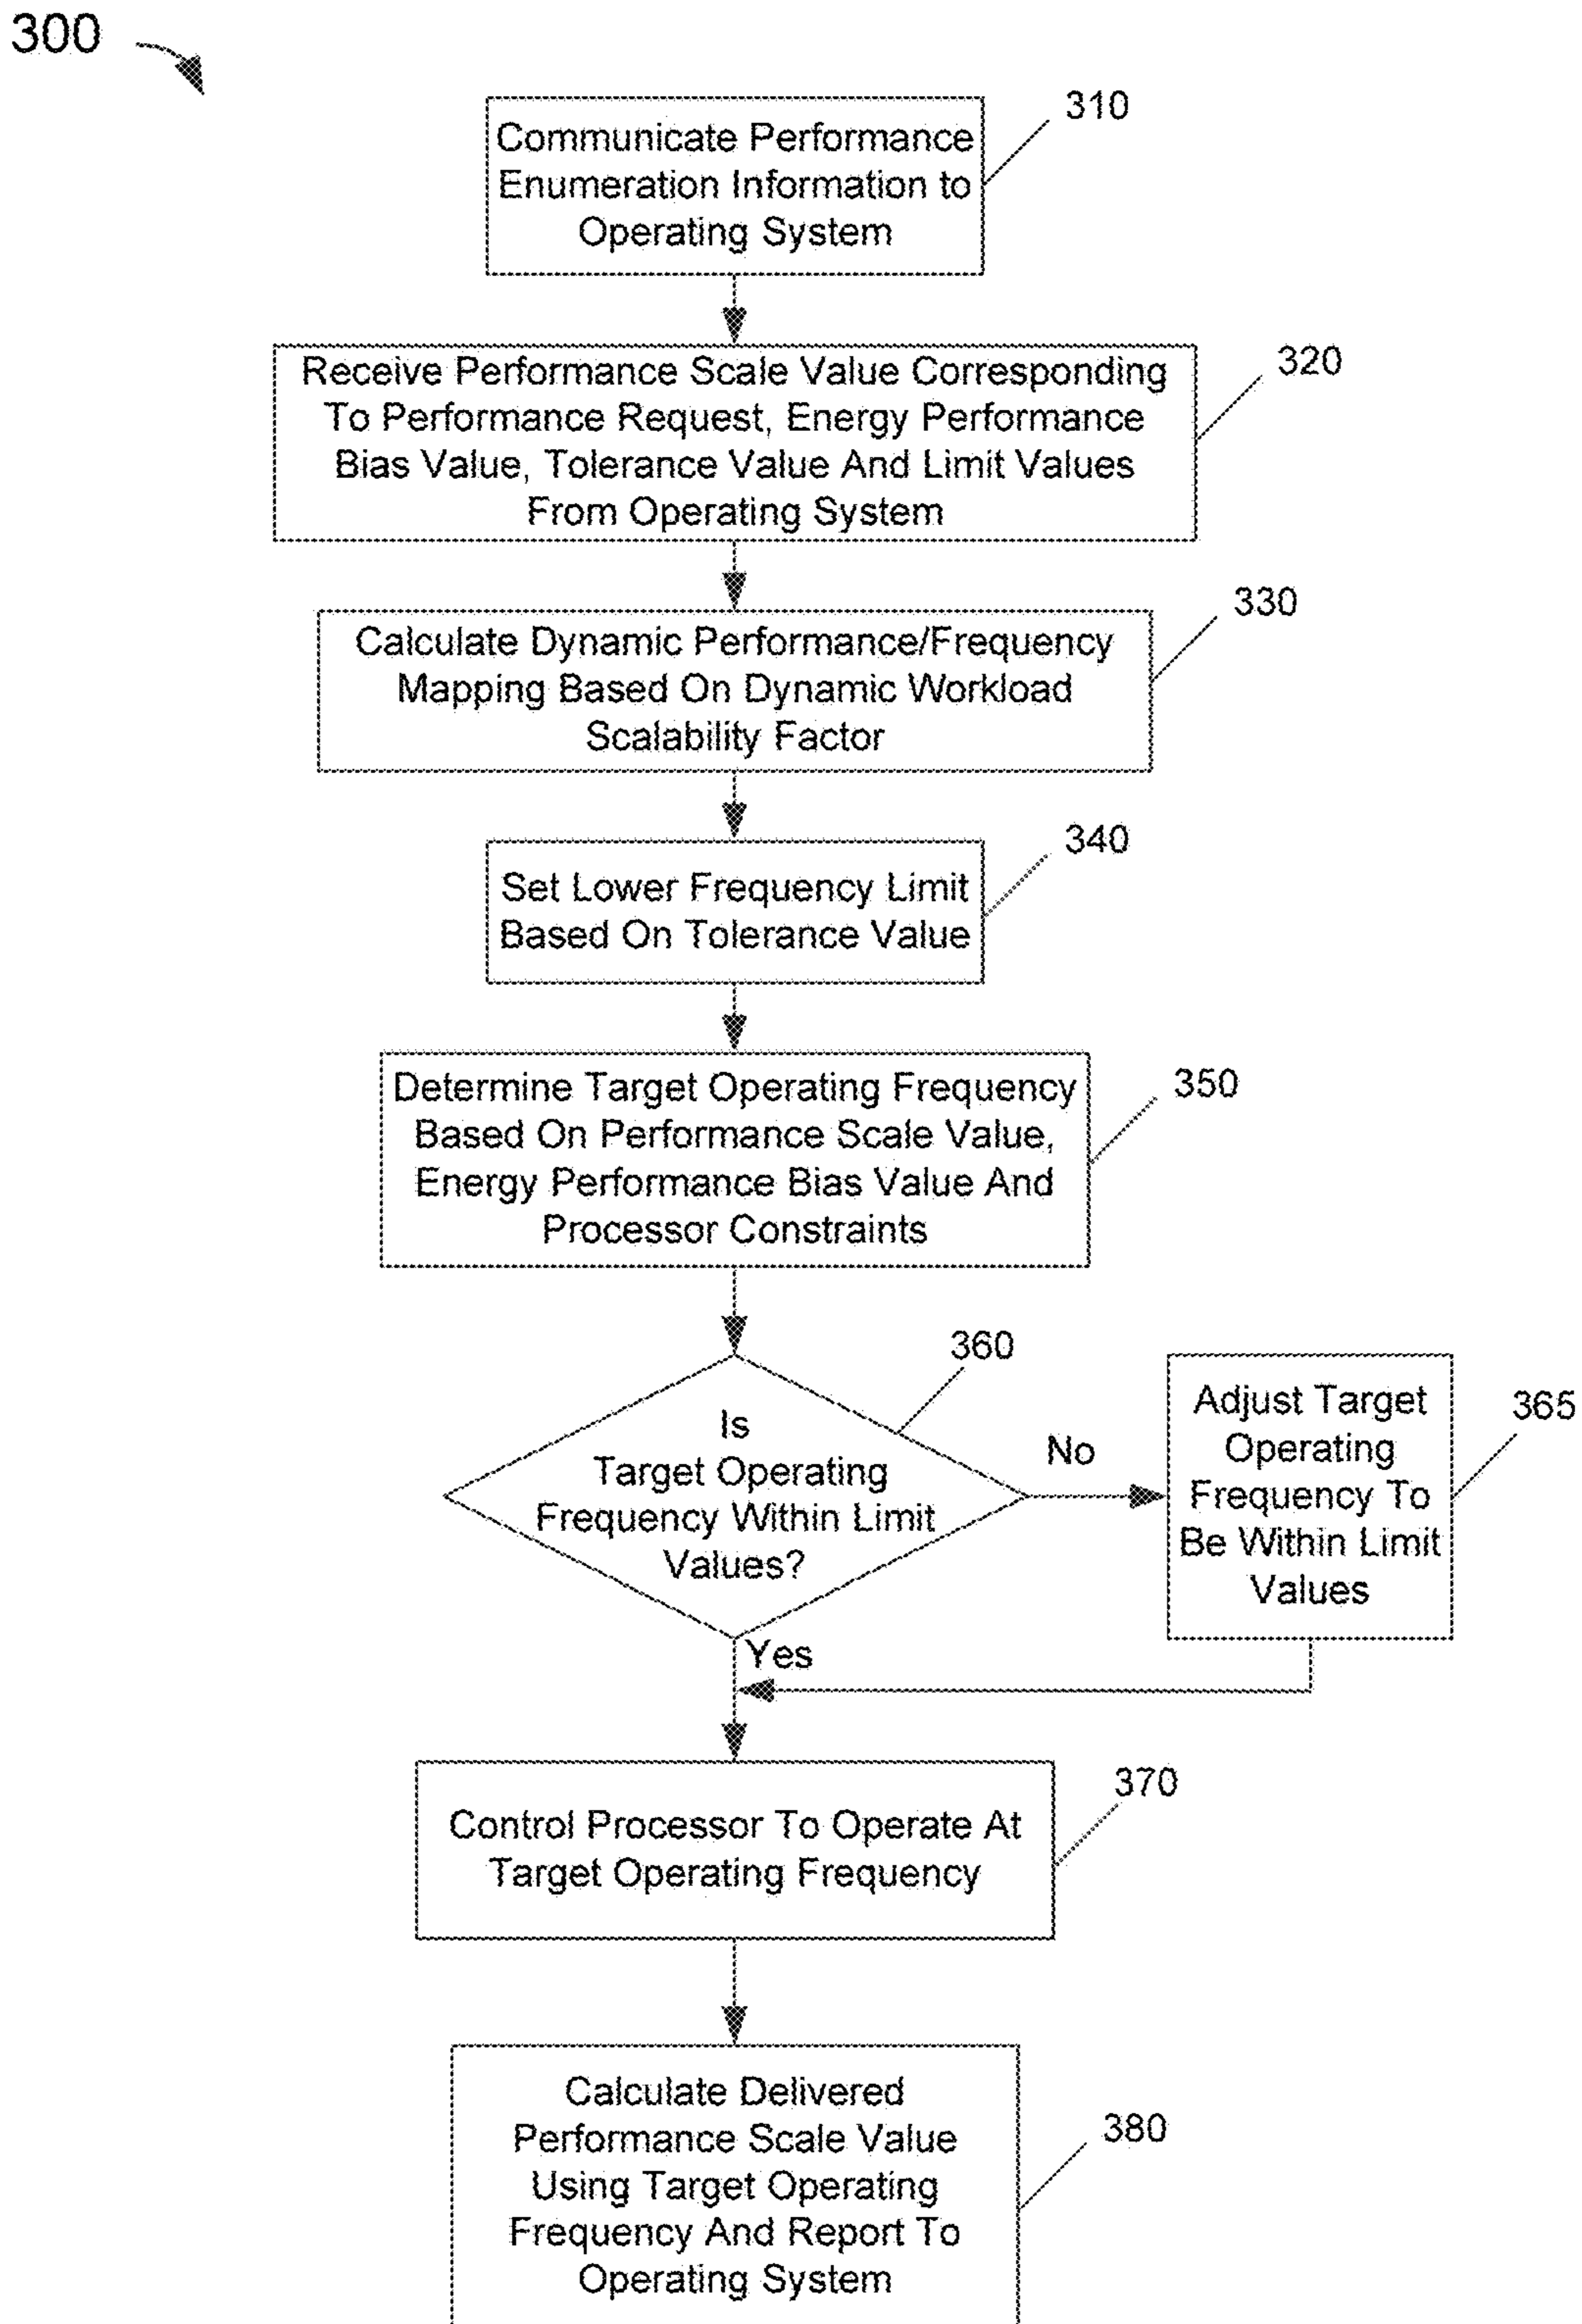 300
310
Communicate Performance
Enumeration Information to
Operating System
320
Receive Performance Scale Value Corresponding
To Performance Request, Energy Performance
Bias Value, Tolerance Value And Limit Values
From Operating System
330
Calculate Dynamic Performance/Frequency
Mapping Based On Dynamic Workload
Scalability Factor
340
Set Lower Frequency Limit
Based On Tolerance Value
350
Determine Target Operating Frequency
Based On Performance Scale Value,
Energy Performance Bias Value And
Processor Constraints
360
Is
Target Operating
Frequency Within Limit
Values?
No
365
Adjust Target
Operating
Frequency To
Be Within Limit
Values
Yes
370
Control Processor To Operate At
Target Operating Frequency
380
Calculate Delivered
Performance Scale Value
Using Target Operating
Frequency And Report To
Operating System